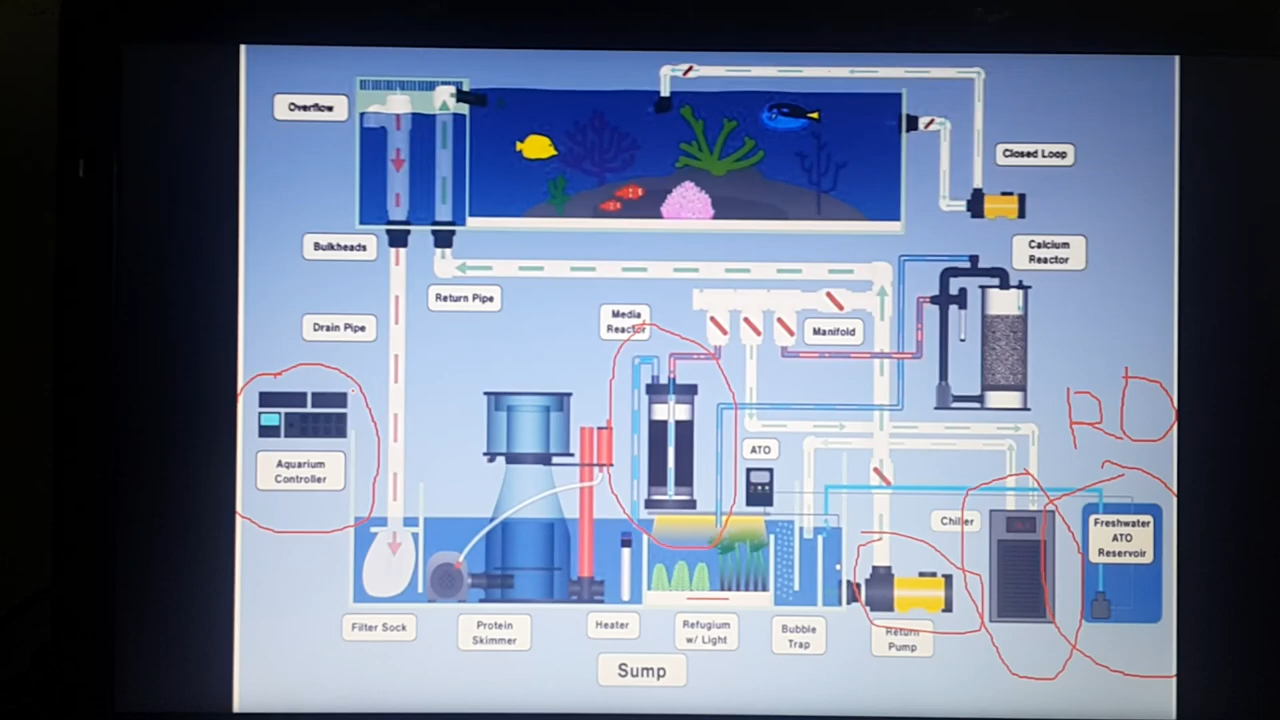 Overflow
Closed Loop
Bulkheads
Calcium
Reactor
Return Pipe
Media
Reactor
Drain Pipe
Manifold
RO
ATO
Aquarium
Controller
Chiller
Freshwater
ATO
Reservoir
Filter Sock
Protein
Skimmer
Heater
Refugium
w/ Light
Bubble
Trap
Return
Pump
Sump